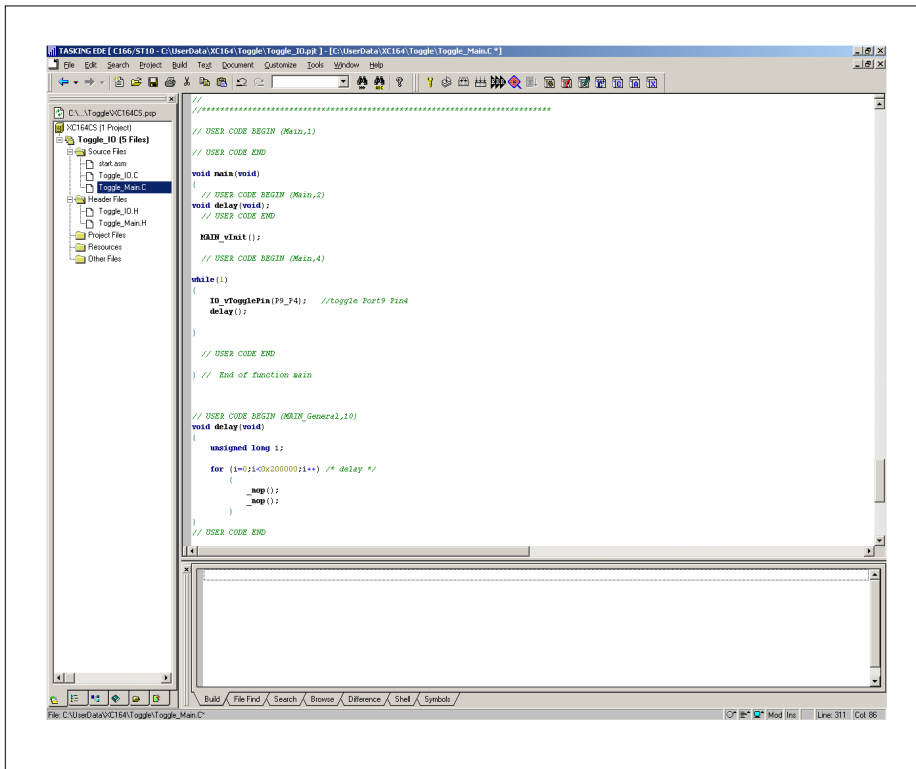 TASKING EDE [ C166/ST10 - C:\UserData\XC164\Toggle\Toggle_IO.pjt ] - [C:\UserData\XC164\Toggle\Toggle_Main.C *]
File Edit Search Project Build Text Document Customize Tools Window Help
C:\...\Toggle\XC164CS.psp
XC164CS (1 Project)
Toggle_IO (5 Files)
Source Files
start.asm
Toggle_IO.C
Toggle_Main.C
Header Files
Toggle_IO.H
Toggle_Main.H
Project Files
Resources
Other Files
//
//****************************************************************************
// USER CODE BEGIN (Main,1)
// USER CODE END
void main(void)
{
// USER CODE BEGIN (Main,2)
void delay(void);
// USER CODE END
MAIN_vInit();
// USER CODE BEGIN (Main,4)
while(1)
{
IO_vTogglePin(P9_P4); //toggle Port9 Pin4
delay();
}
// USER CODE END
} // End of function main
// USER CODE BEGIN (MAIN_General,10)
void delay(void)
{
unsigned long i;
for (i=0;i<0x200000;i++) /* delay */
{
_nop();
_nop();
}
}
// USER CODE END
Build File Find Search Browse Difference Shell Symbols
File: C:\UserData\XC164\Toggle\Toggle_Main.C* Mod Ins Line: 311 Col: 86